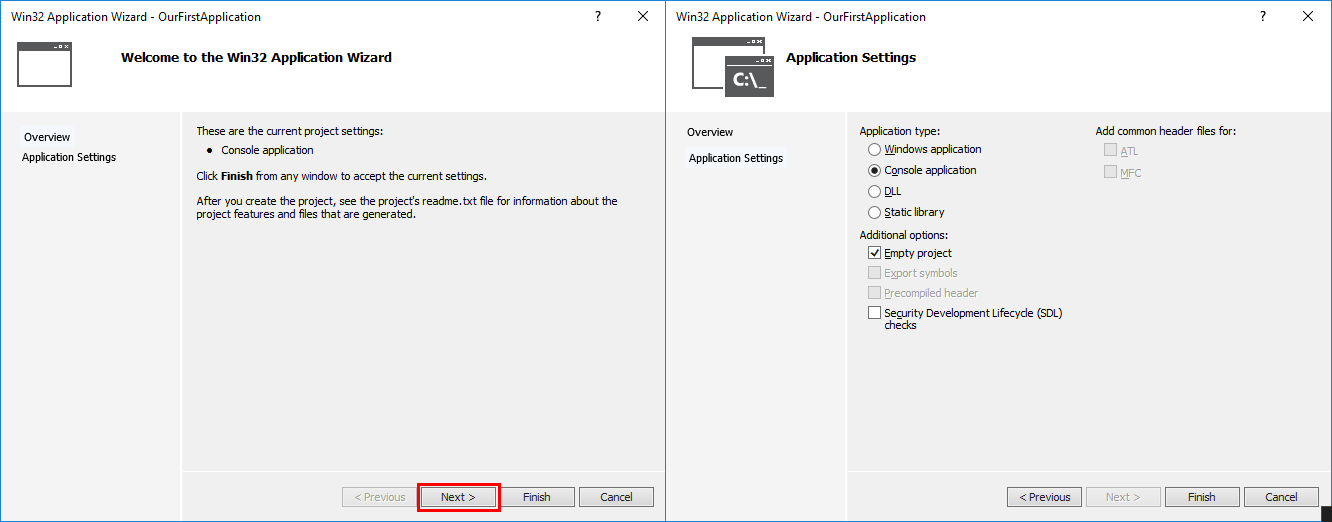 Win32 Application Wizard - OurFirstApplication
?
Welcome to the Win32 Application Wizard
Overview
Application Settings
These are the current project settings:
• Console application
Click Finish from any window to accept the current settings.
After you create the project, see the project's readme.txt file for information about the
project features and files that are generated.
< Previous
Next >
Finish
Cancel
Win32 Application Wizard - OurFirstApplication
?
C:\_
Application Settings
Overview
Application Settings
Application type:
Windows application
Console application
DLL
Static library
Additional options:
Empty project
Export symbols
Precompiled header
Security Development Lifecycle (SDL)
checks
Add common header files for:
ATL
MFC
< Previous
Next >
Finish
Cancel